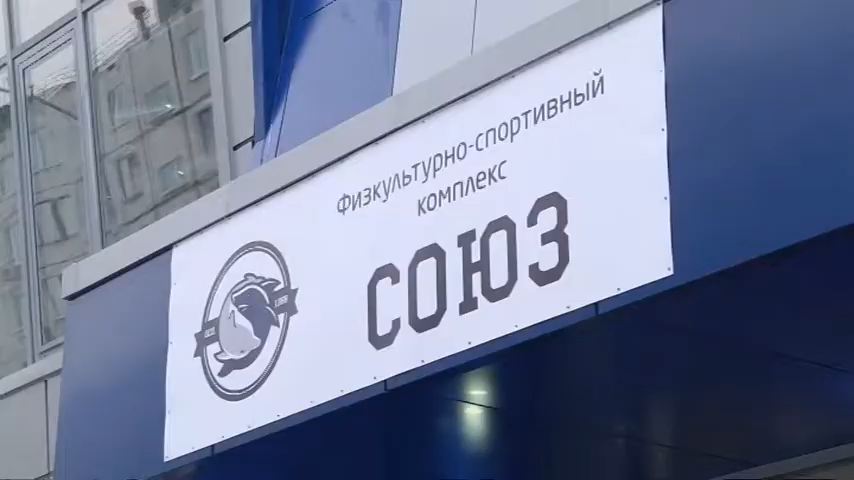 Физкультурно-спортивный
комплекс
СОЮЗ